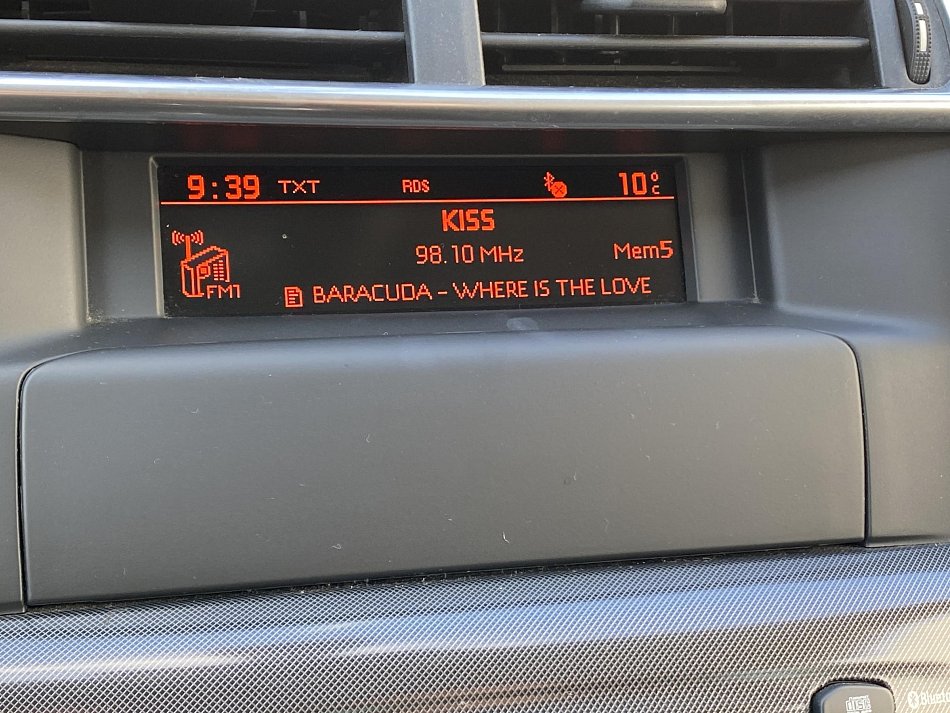 9:39 TXT RDS 10°C
KISS
98.10 MHz Mem5
FM1 BARACUDA - WHERE IS THE LOVE